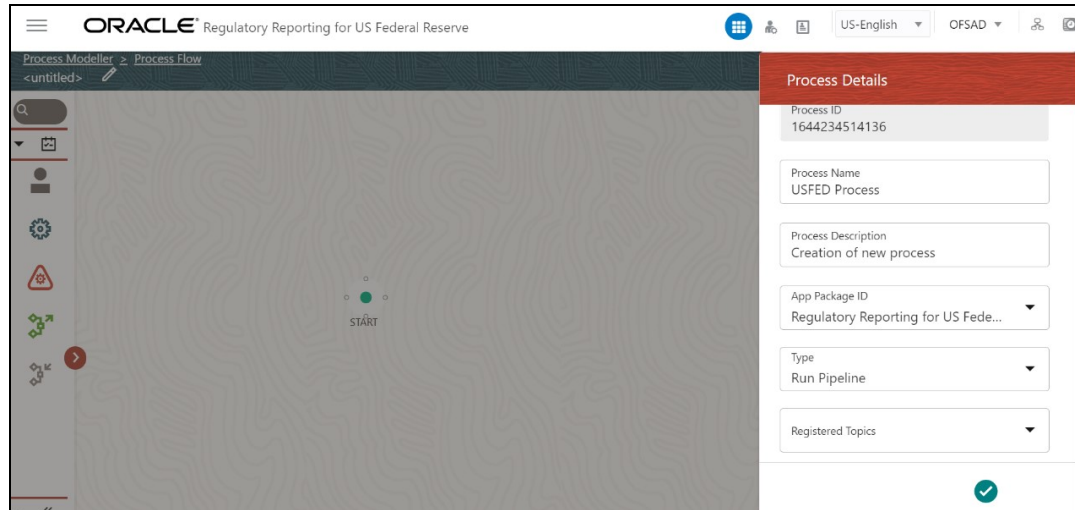 ORACLE® Regulatory Reporting for US Federal Reserve
US-English
OFSAD
Process Modeller > Process Flow
<untitled>
START
Process Details
Process ID
1644234514136
Process Name
USFED Process
Process Description
Creation of new process
App Package ID
Regulatory Reporting for US Fede...
Type
Run Pipeline
Registered Topics